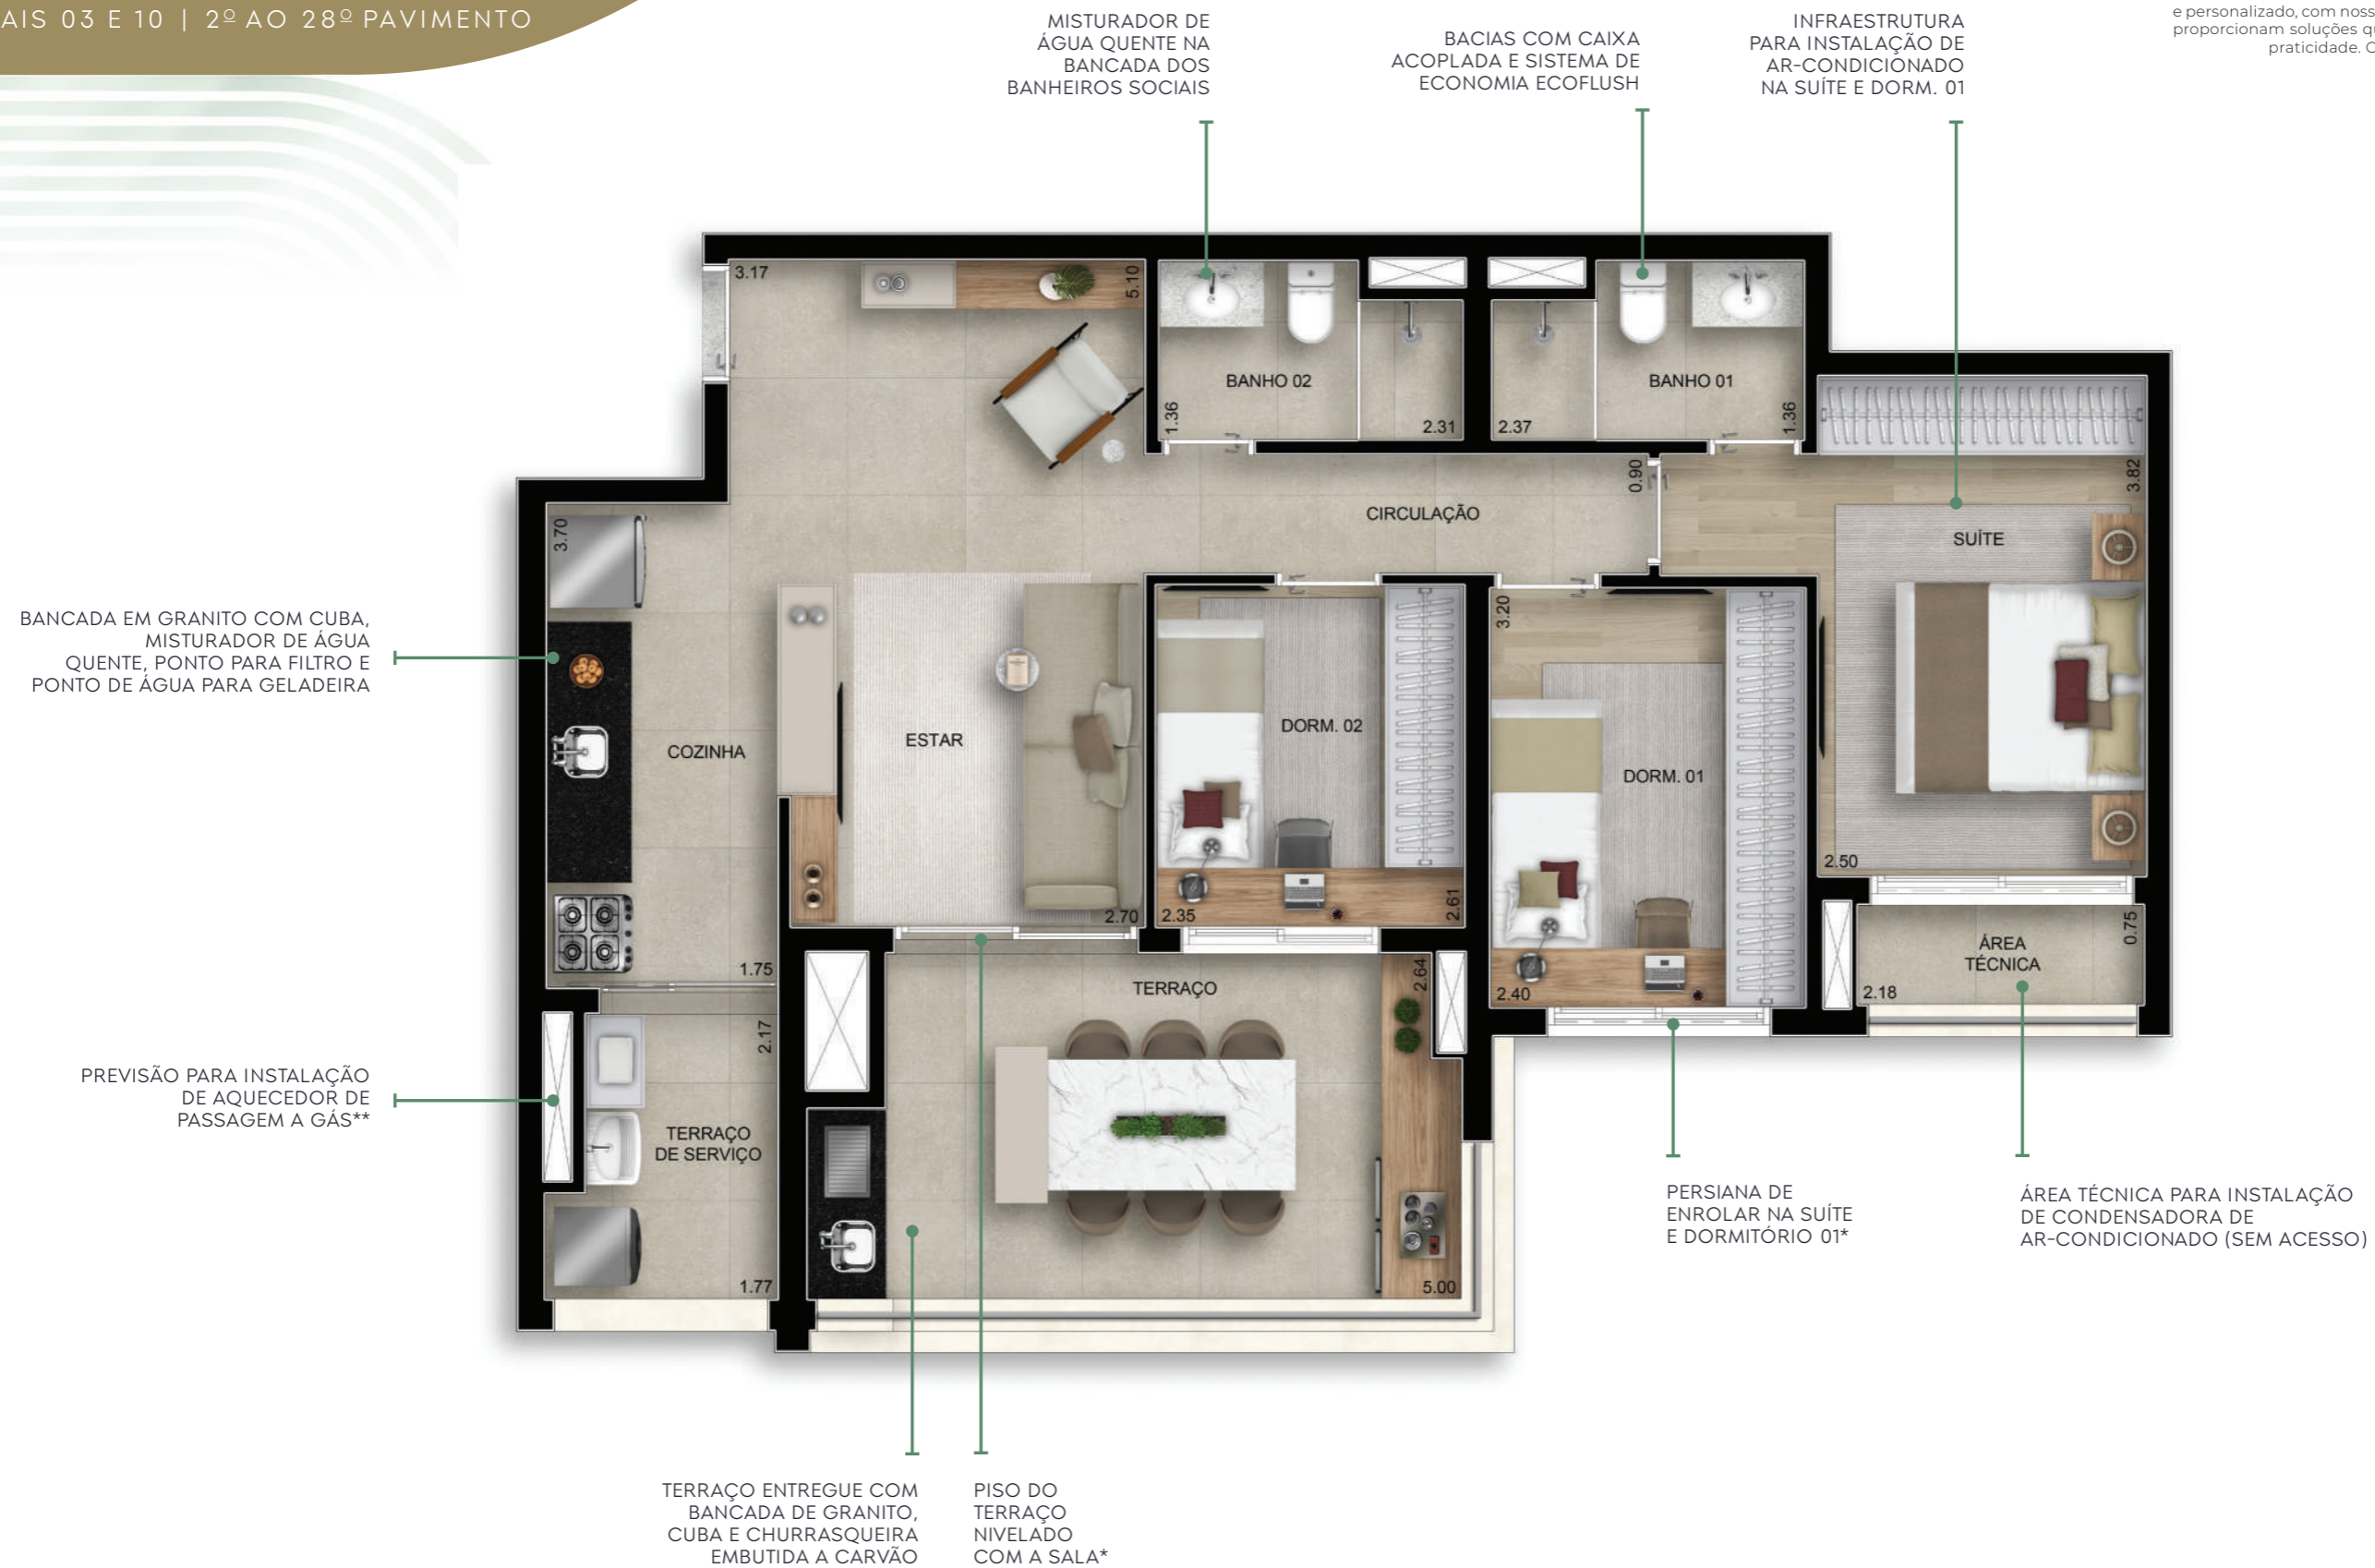 AIS 03 E 10 | 2º AO 28º PAVIMENTO
MISTURADOR DE
ÁGUA QUENTE NA
BANCADA DOS
BANHEIROS SOCIAIS
BACIAS COM CAIXA
ACOPLADA E SISTEMA DE
ECONOMIA ECOFLUSH
INFRAESTRUTURA
PARA INSTALAÇÃO DE
AR-CONDICIONADO
NA SUÍTE E DORM. 01
e personalizado, com noss
proporcionam soluções qu
praticidade. C
3.17
5.10
BANHO 02
1.36
2.31
BANHO 01
2.37
1.36
0.90
3.82
CIRCULAÇÃO
SUÍTE
3.70
BANCADA EM GRANITO COM CUBA,
MISTURADOR DE ÁGUA
QUENTE, PONTO PARA FILTRO E
PONTO DE ÁGUA PARA GELADEIRA
COZINHA
ESTAR
DORM. 02
3.20
DORM. 01
2.50
2.70
2.35
2.61
1.75
TERRAÇO
2.64
2.40
ÁREA
TÉCNICA
0.75
2.18
2.17
PREVISÃO PARA INSTALAÇÃO
DE AQUECEDOR DE
PASSAGEM A GÁS**
TERRAÇO
DE SERVIÇO
1.77
5.00
PERSIANA DE
ENROLAR NA SUÍTE
E DORMITÓRIO 01*
ÁREA TÉCNICA PARA INSTALAÇÃO
DE CONDENSADORA DE
AR-CONDICIONADO (SEM ACESSO)
TERRAÇO ENTREGUE COM
BANCADA DE GRANITO,
CUBA E CHURRASQUEIRA
EMBUTIDA A CARVÃO
PISO DO
TERRAÇO
NIVELADO
COM A SALA*